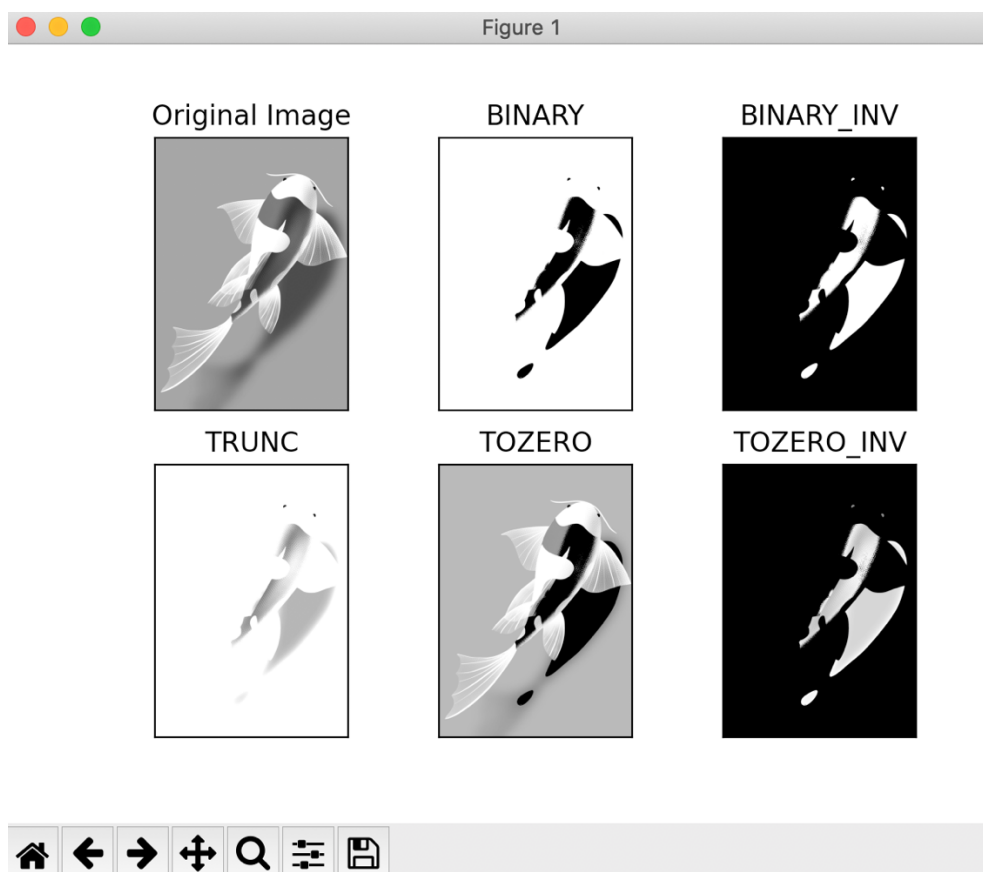 Figure 1
Original Image
BINARY
BINARY_INV
TRUNC
TOZERO
TOZERO_INV